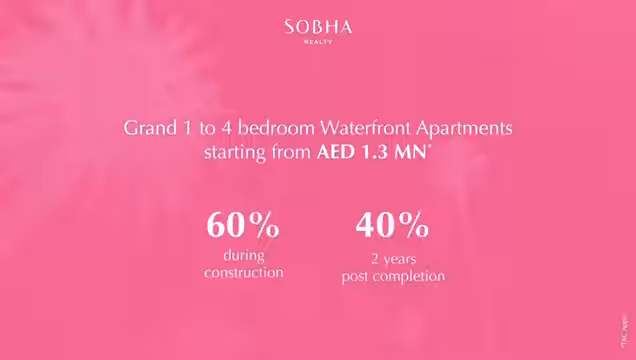 SOBHA
REALTY
Grand 1 to 4 bedroom Waterfront Apartments
starting from AED 1.3 MN*
60%
during
construction
40%
2 years
post completion
*T&C Apply